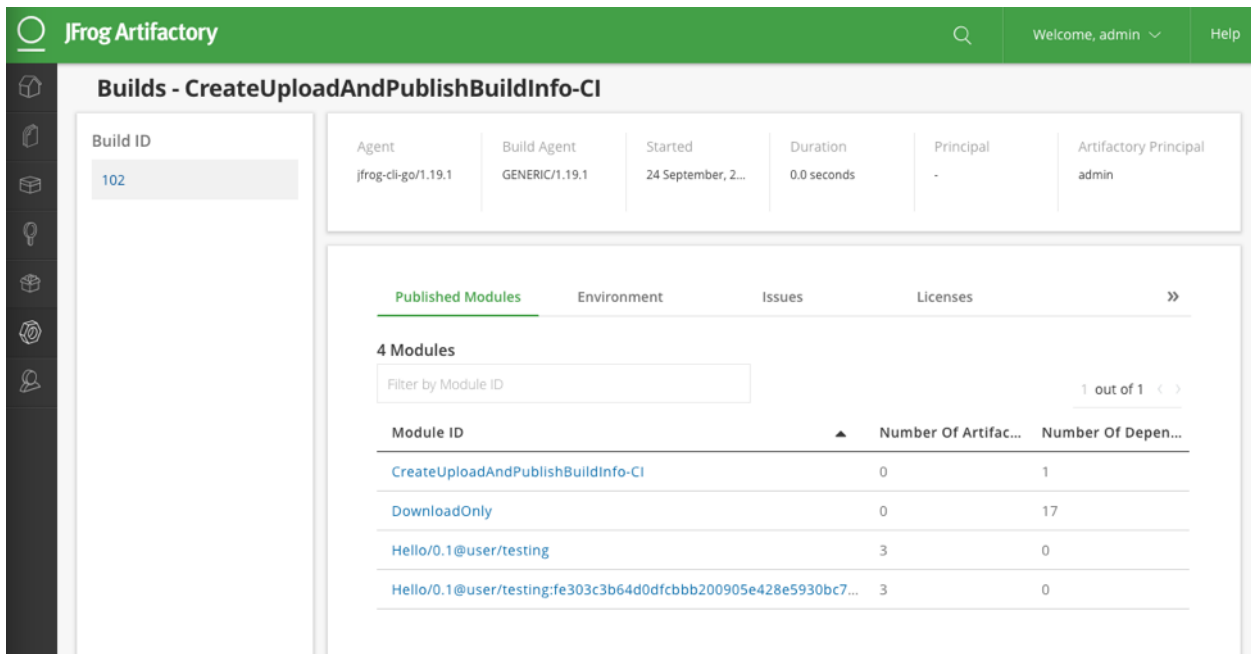 JFrog Artifactory
Welcome, admin
Help
Builds - CreateUploadAndPublishBuildInfo-CI
Build ID
102
Agent Build Agent Started Duration Principal Artifactory Principal
jfrog-cli-go/1.19.1 GENERIC/1.19.1 24 September, 2... 0.0 seconds - admin
Published Modules Environment Issues Licenses »
4 Modules
Filter by Module ID
1 out of 1 < >
Module ID Number Of Artifac... Number Of Depen...
CreateUploadAndPublishBuildInfo-CI 0 1
DownloadOnly 0 17
Hello/0.1@user/testing 3 0
Hello/0.1@user/testing:fe303c3b64d0dfcbbb200905e428e5930bc7... 3 0